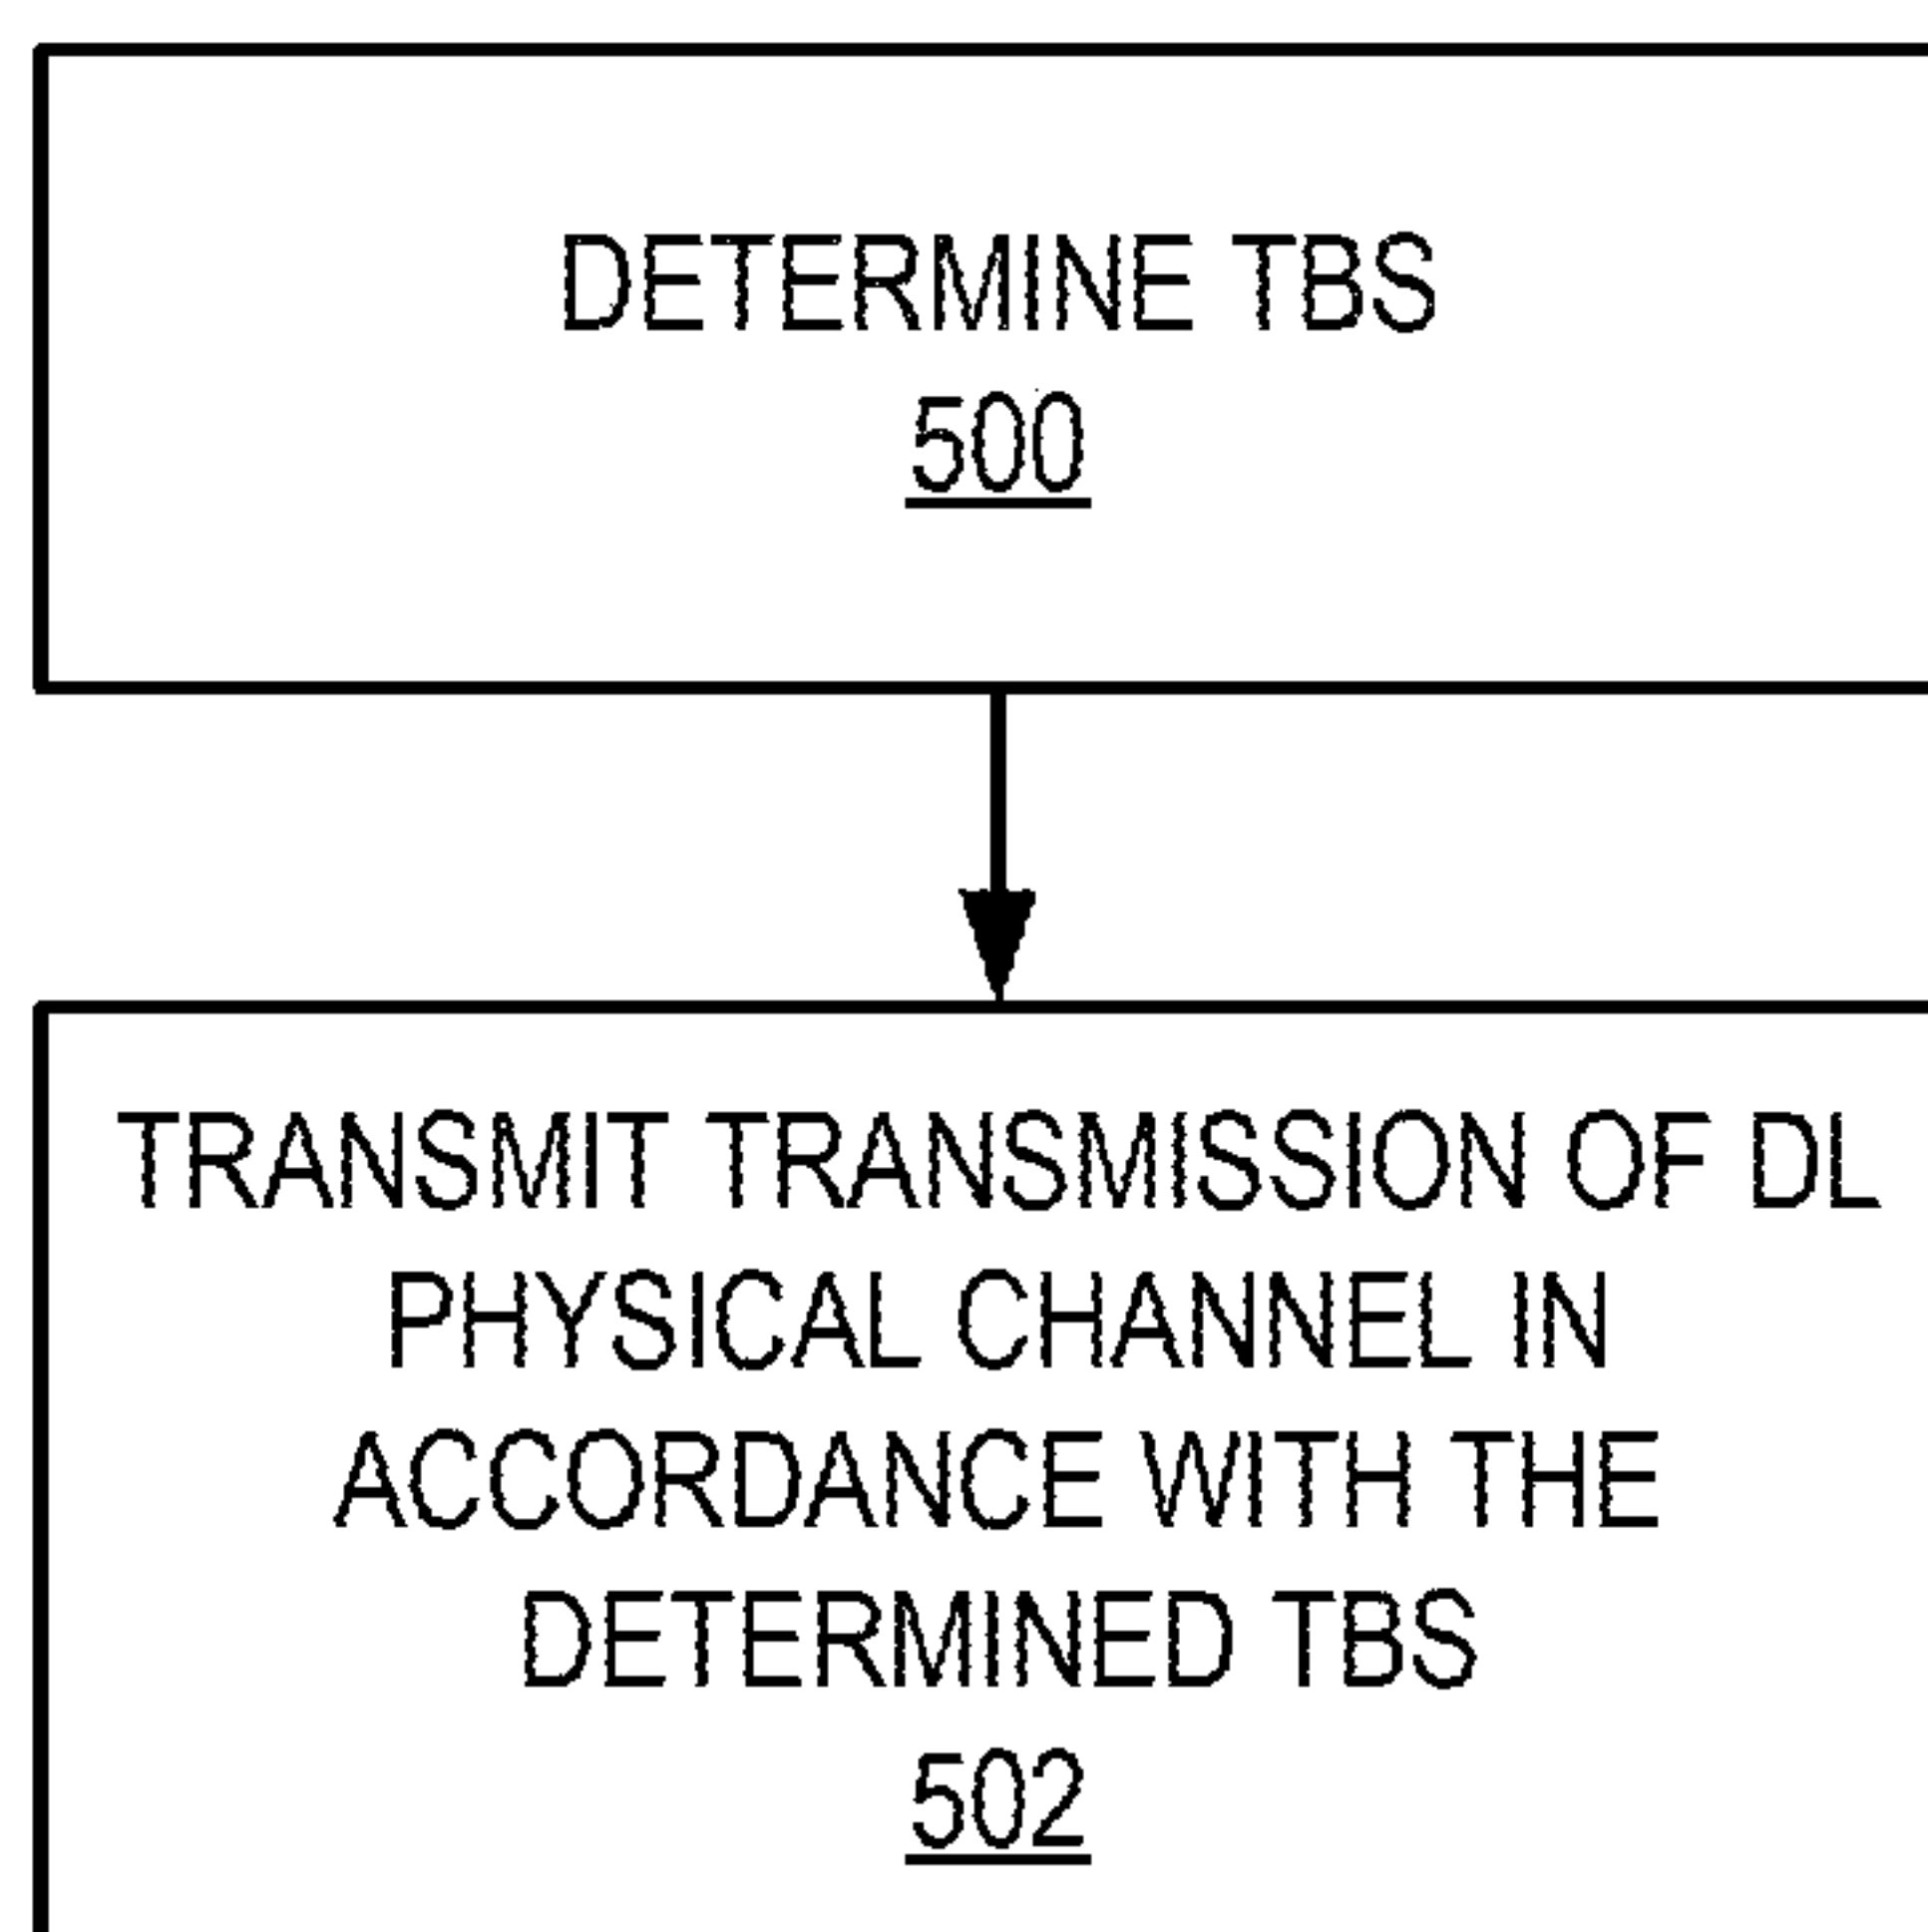 DETERMINE TBS
500
TRANSMIT TRANSMISSION OF DL
PHYSICAL CHANNEL IN
ACCORDANCE WITH THE
DETERMINED TBS
502